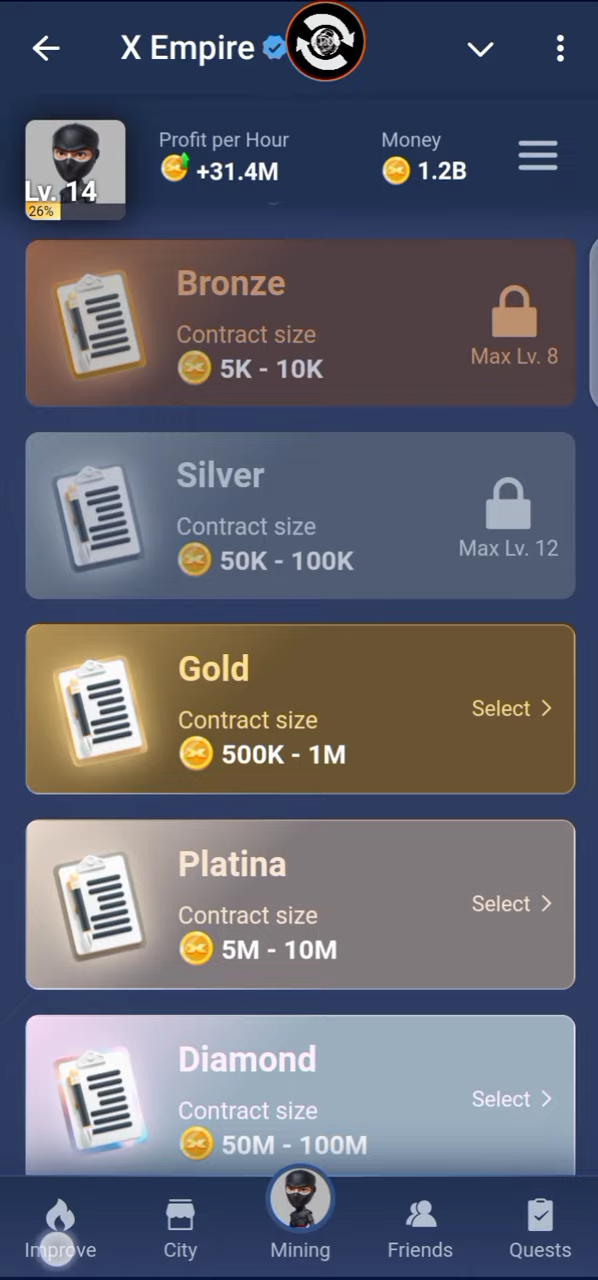 X Empire
Profit per Hour
+31.4M
Money
1.2B
Lv. 14
26%
Bronze
Contract size
5K - 10K
Max Lv. 8
Silver
Contract size
50K - 100K
Max Lv. 12
Gold
Contract size
500K - 1M
Select
Platina
Contract size
5M - 10M
Select
Diamond
Contract size
50M - 100M
Select
Improve
City
Mining
Friends
Quests